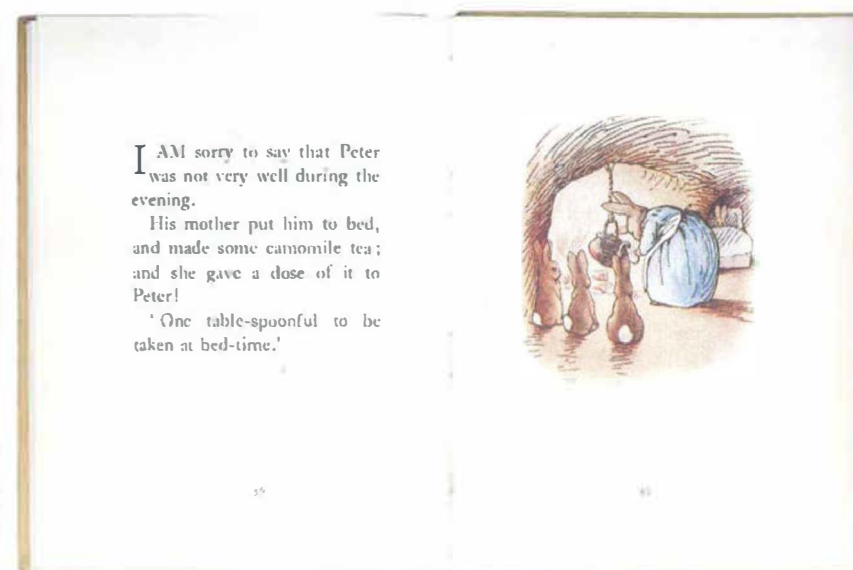 I AM sorry to say that Peter
was not very well during the
evening.
His mother put him to bed,
and made some camomile tea;
and she gave a dose of it to
Peter!
'One table-spoonful to be
taken at bed-time.'